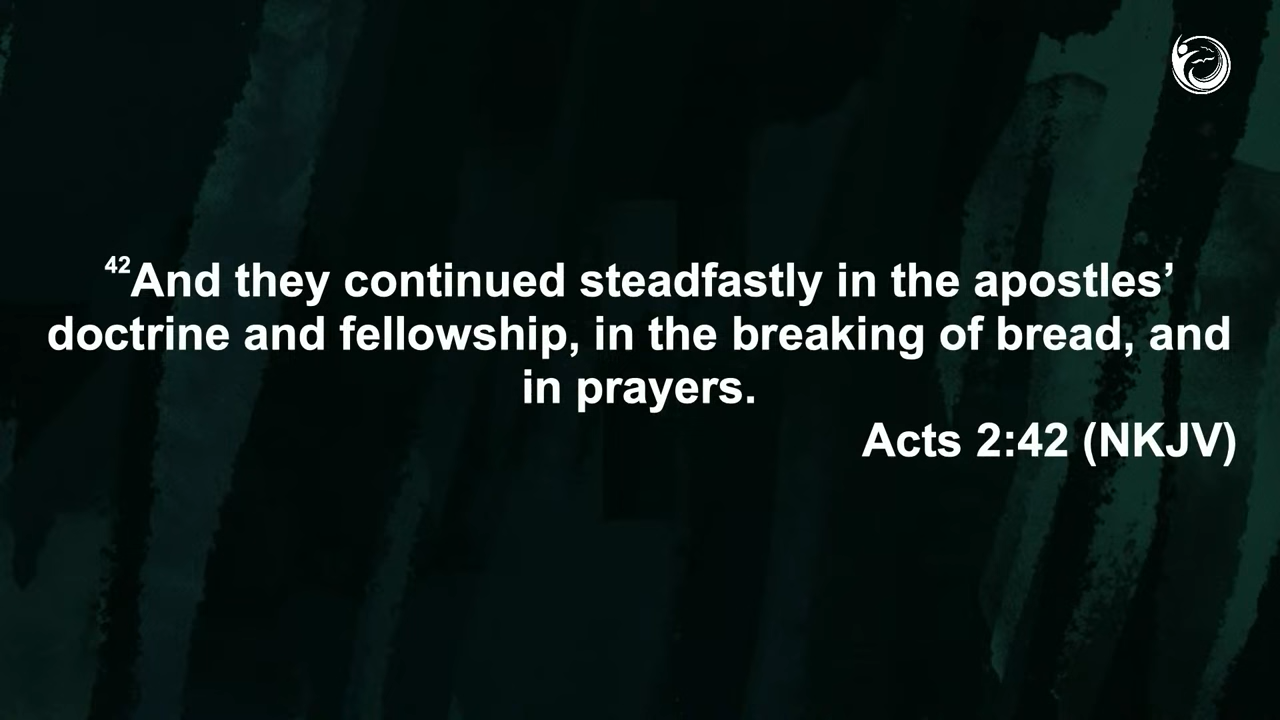 ⁴²And they continued steadfastly in the apostles’
doctrine and fellowship, in the breaking of bread, and
in prayers.
Acts 2:42 (NKJV)